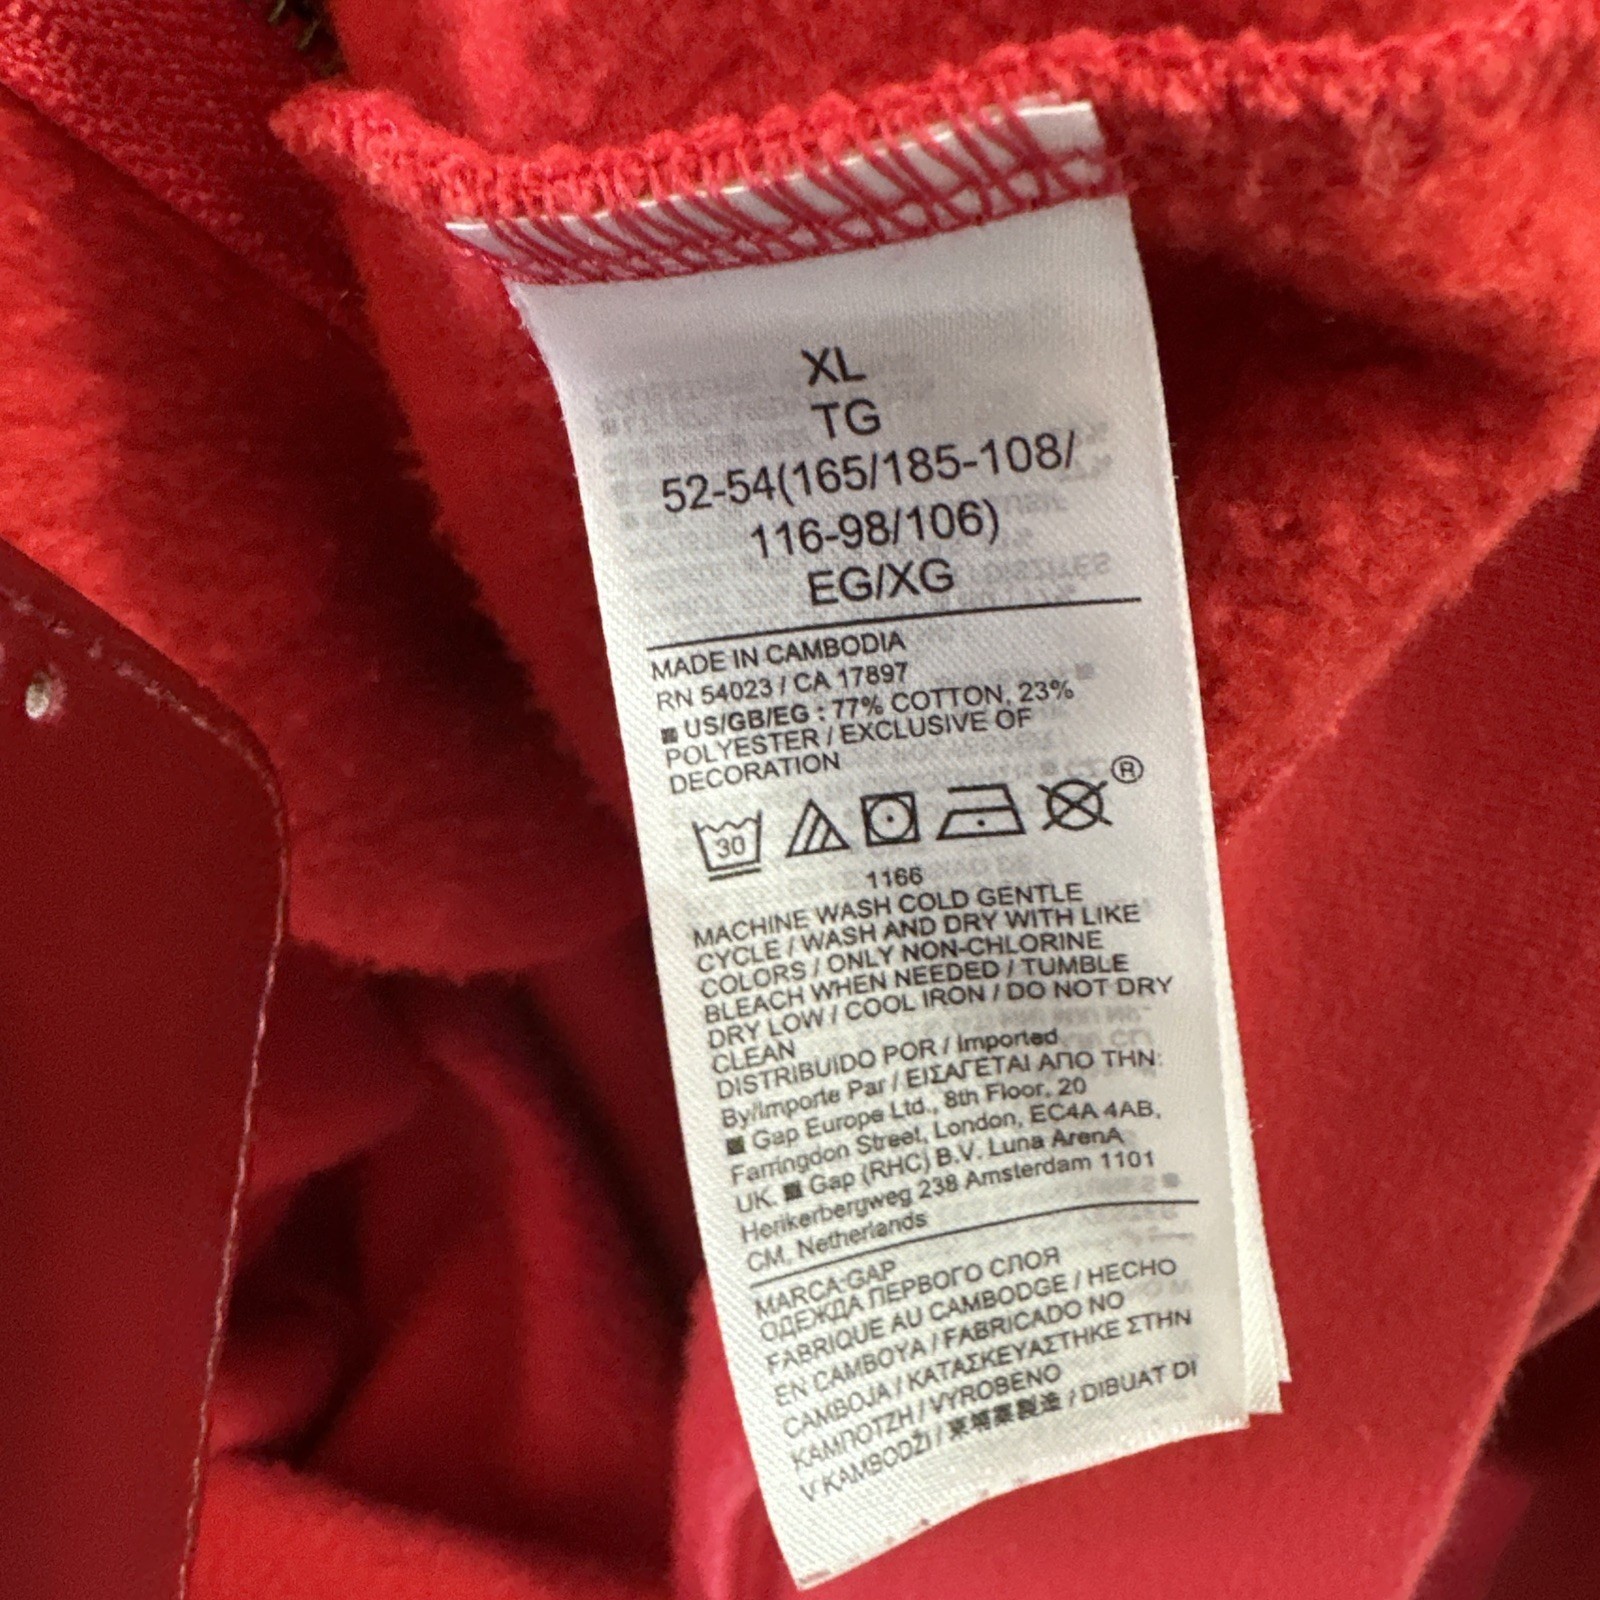 XL
TG
52-54(165/185-108/
116-98/106)
EG/XG
MADE IN CAMBODIA
RN 54023 / CA 17897
■ US/GB/EG : 77% COTTON, 23%
POLYESTER / EXCLUSIVE OF
DECORATION
30
®
1166
MACHINE WASH COLD GENTLE
CYCLE / WASH AND DRY WITH LIKE
COLORS / ONLY NON-CHLORINE
BLEACH WHEN NEEDED / TUMBLE
DRY LOW / COOL IRON / DO NOT DRY
CLEAN
DISTRIBUIDO POR / Imported
By/Importe Par / ΕΙΣΑΓΕΤΑΙ ΑΠΟ ΤΗΝ:
■ Gap Europe Ltd., 8th Floor, 20
Farringdon Street, London, EC4A 4AB,
UK. ■ Gap (RHC) B.V. Luna ArenA
Herikerbergweg 238 Amsterdam 1101
CM, Netherlands
MARCA-GAP
ОДЕЖДА ПЕРВОГО СЛОЯ
FABRIQUE AU CAMBODGE / HECHO
EN CAMBOYA / FABRICADO NO
CAMBOJA / ΚΑΤΑΣΚΕΥΑΣΤΗΚΕ ΣΤΗΝ
ΚΑΜΠΟΤΖΗ / VYROBENO
V KAMBODŽI / 柬埔寨製造 / DIBUAT DI